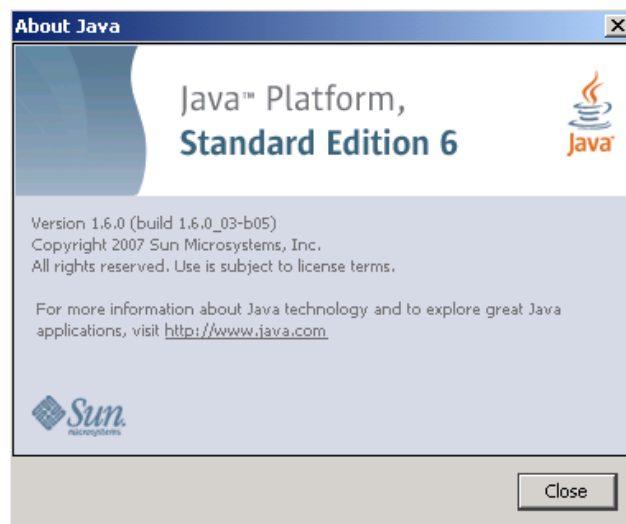 About Java
Java™ Platform,
Standard Edition 6
Java™
Version 1.6.0 (build 1.6.0_03-b05)
Copyright 2007 Sun Microsystems, Inc.
All rights reserved. Use is subject to license terms.
For more information about Java technology and to explore great Java
applications, visit http://www.java.com
Sun.
microsystems
Close